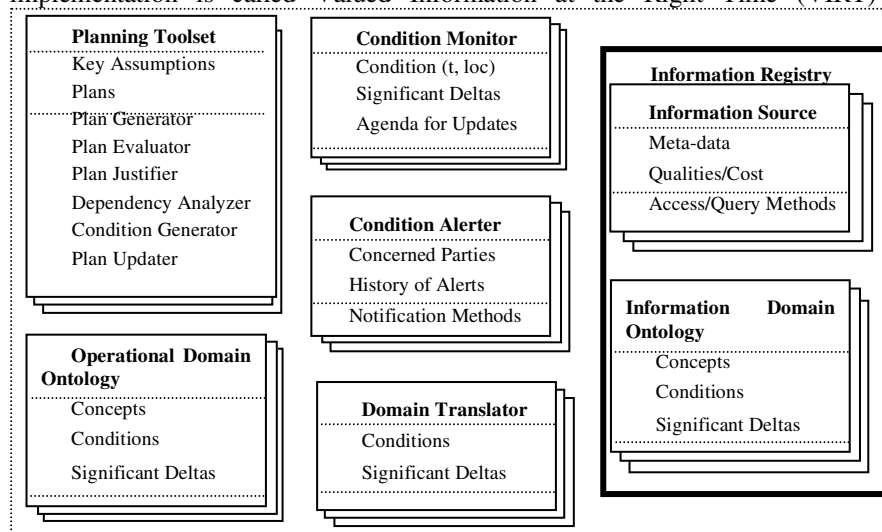 implementation is called Valued Information at the Right Time (VIRT)
Planning Toolset
Key Assumptions
Plans
Plan Generator
Plan Evaluator
Plan Justifier
Dependency Analyzer
Condition Generator
Plan Updater
Operational Domain
Ontology
Concepts
Conditions
Significant Deltas
Condition Monitor
Condition (t, loc)
Significant Deltas
Agenda for Updates
Condition Alerter
Concerned Parties
History of Alerts
Notification Methods
Domain Translator
Conditions
Significant Deltas
Information Registry
Information Source
Meta-data
Qualities/Cost
Access/Query Methods
Information Domain
Ontology
Concepts
Conditions
Significant Deltas